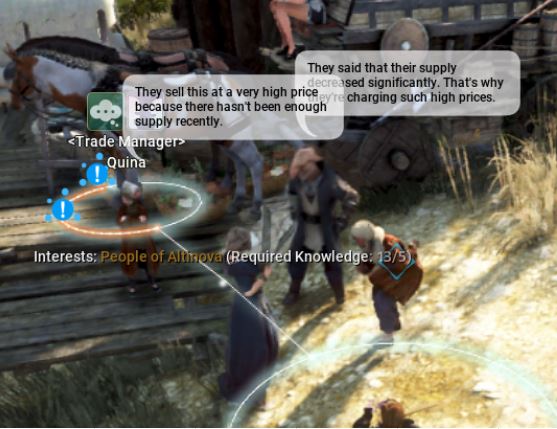 They said that their supply
decreased significantly. That's why
they're charging such high prices.
They sell this at a very high price
because there hasn't been enough
supply recently.
<Trade Manager>
Quina
Interests: People of Altinova (Required Knowledge: 13/5)